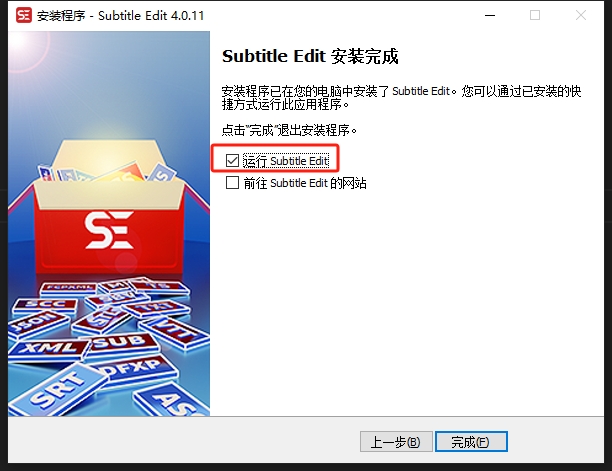 安装程序 - Subtitle Edit 4.0.11
Subtitle Edit 安装完成
安装程序已在您的电脑中安装了 Subtitle Edit。您可以通过已安装的快
捷方式运行此应用程序。
点击"完成"退出安装程序。
运行 Subtitle Edit
前往 Subtitle Edit 的网站
SE
FCPXML
SCC
JSON
XML
SUB
DFXP
SRT
TTS
TXT
VTT
ASS
上一步(B)
完成(F)